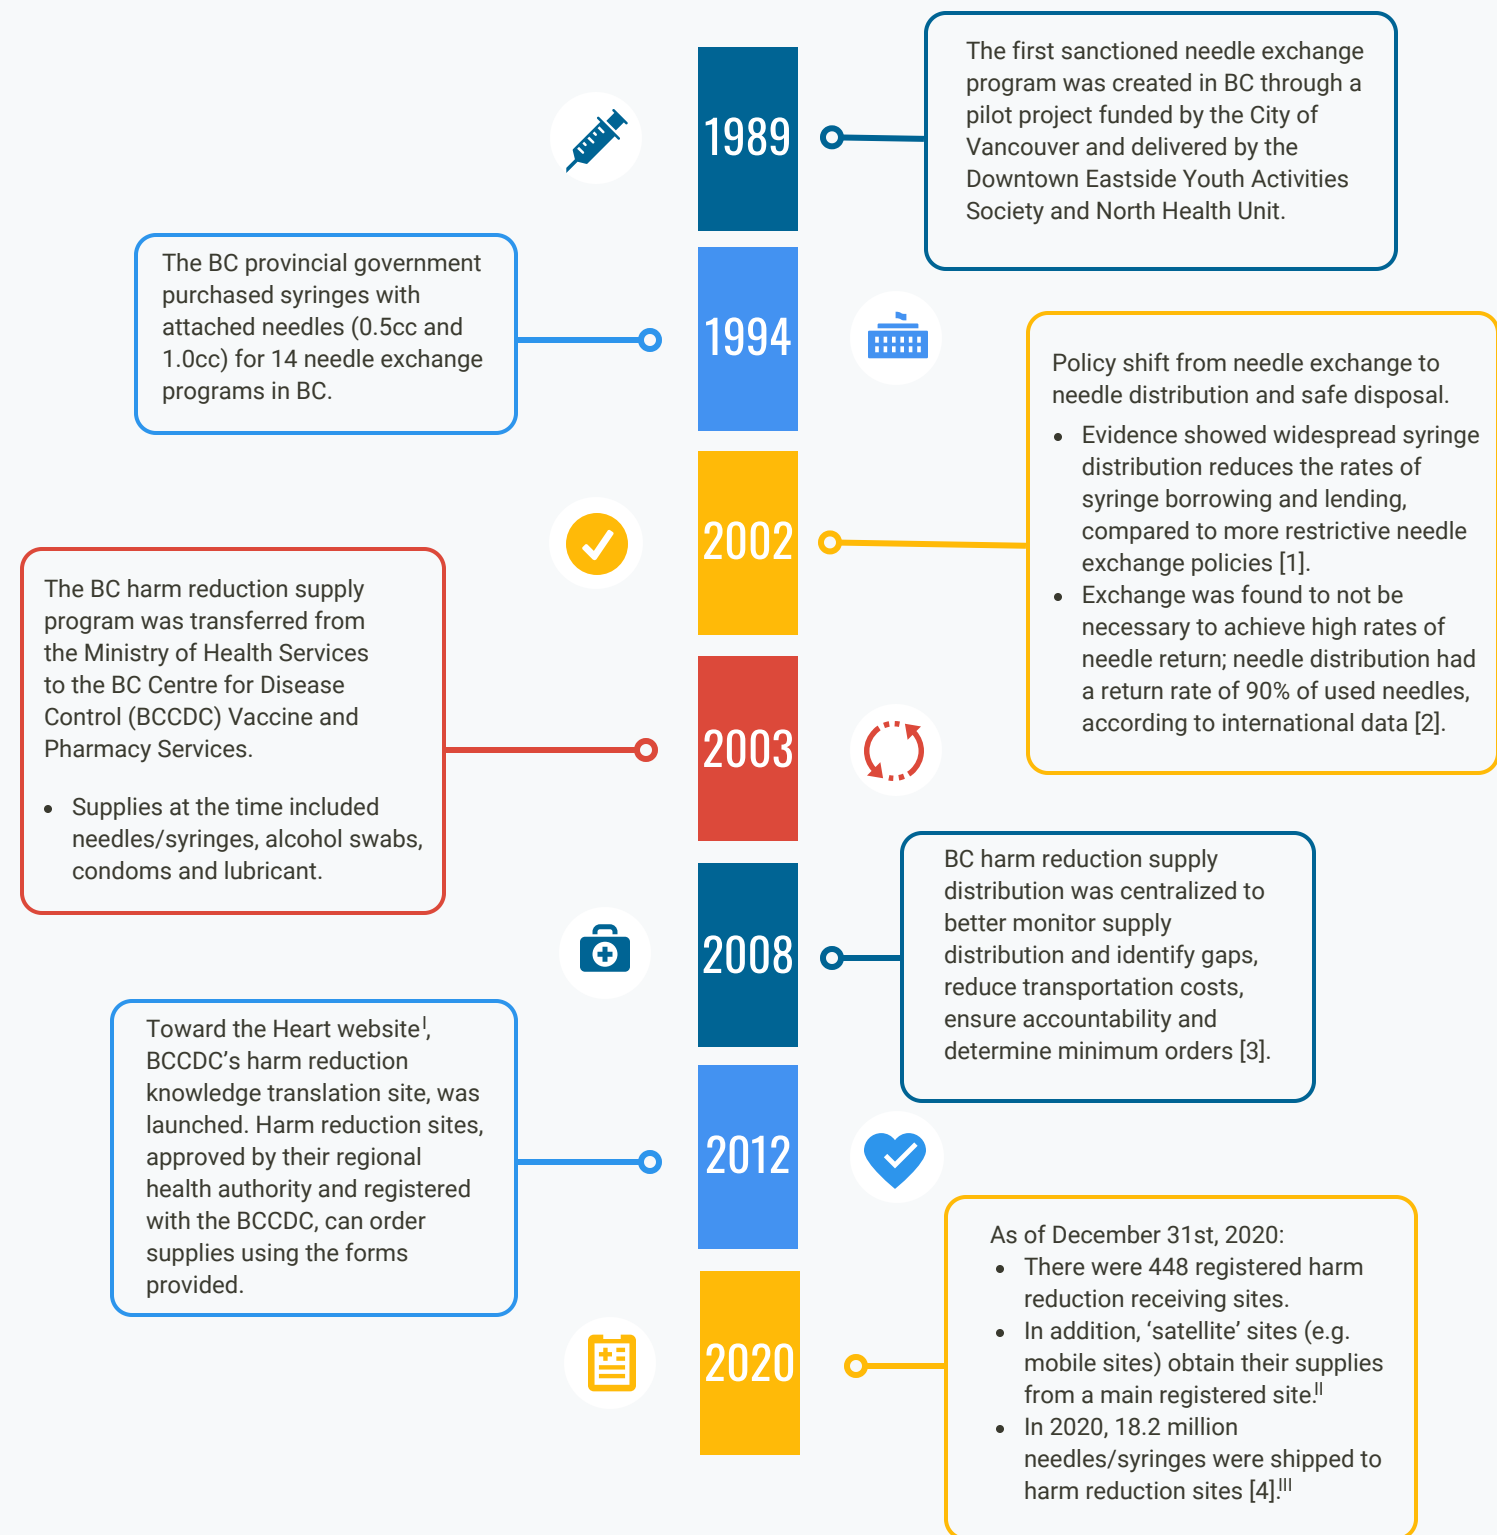 1989
The first sanctioned needle exchange
program was created in BC through a
pilot project funded by the City of
Vancouver and delivered by the
Downtown Eastside Youth Activities
Society and North Health Unit.
1994
The BC provincial government
purchased syringes with
attached needles (0.5cc and
1.0cc) for 14 needle exchange
programs in BC.
2002
Policy shift from needle exchange to
needle distribution and safe disposal.
• Evidence showed widespread syringe
distribution reduces the rates of
syringe borrowing and lending,
compared to more restrictive needle
exchange policies [1].
• Exchange was found to not be
necessary to achieve high rates of
needle return; needle distribution had
a return rate of 90% of used needles,
according to international data [2].
2003
The BC harm reduction supply
program was transferred from
the Ministry of Health Services
to the BC Centre for Disease
Control (BCCDC) Vaccine and
Pharmacy Services.
• Supplies at the time included
needles/syringes, alcohol swabs,
condoms and lubricant.
2008
BC harm reduction supply
distribution was centralized to
better monitor supply
distribution and identify gaps,
reduce transportation costs,
ensure accountability and
determine minimum orders [3].
2012
Toward the Heart website<sup>I</sup>,
BCCDC’s harm reduction
knowledge translation site, was
launched. Harm reduction sites,
approved by their regional
health authority and registered
with the BCCDC, can order
supplies using the forms
provided.
2020
As of December 31st, 2020:
• There were 448 registered harm
reduction receiving sites.
• In addition, ‘satellite’ sites (e.g.
mobile sites) obtain their supplies
from a main registered site.<sup>II</sup>
• In 2020, 18.2 million
needles/syringes were shipped to
harm reduction sites [4].<sup>III</sup>